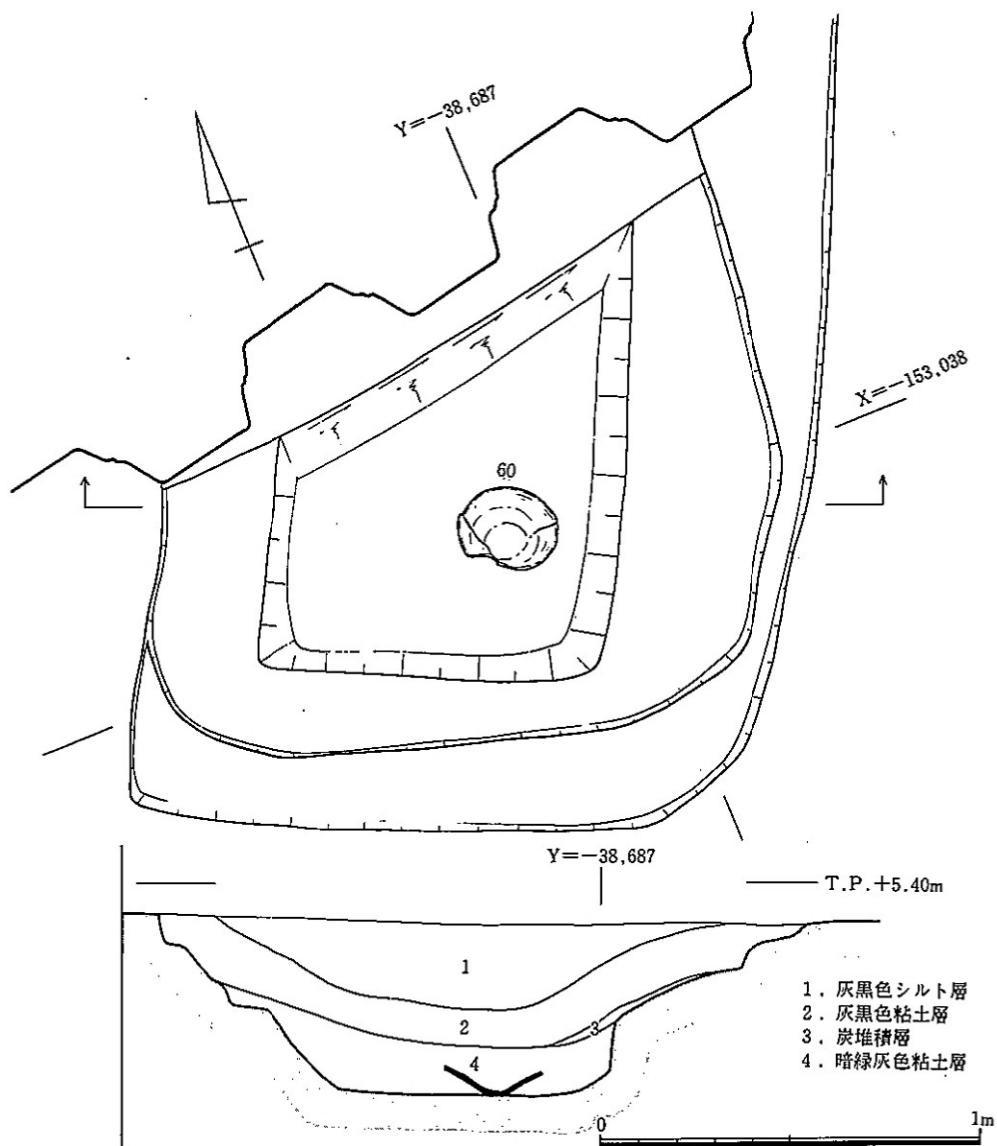 Y=-38,687
X=-153,038
60
Y=-38,687
T.P.+5.40m
1
2
3
4
1. 灰黒色シルト層
2. 灰黒色粘土層
3. 炭堆積層
4. 暗緑灰色粘土層
0
1m